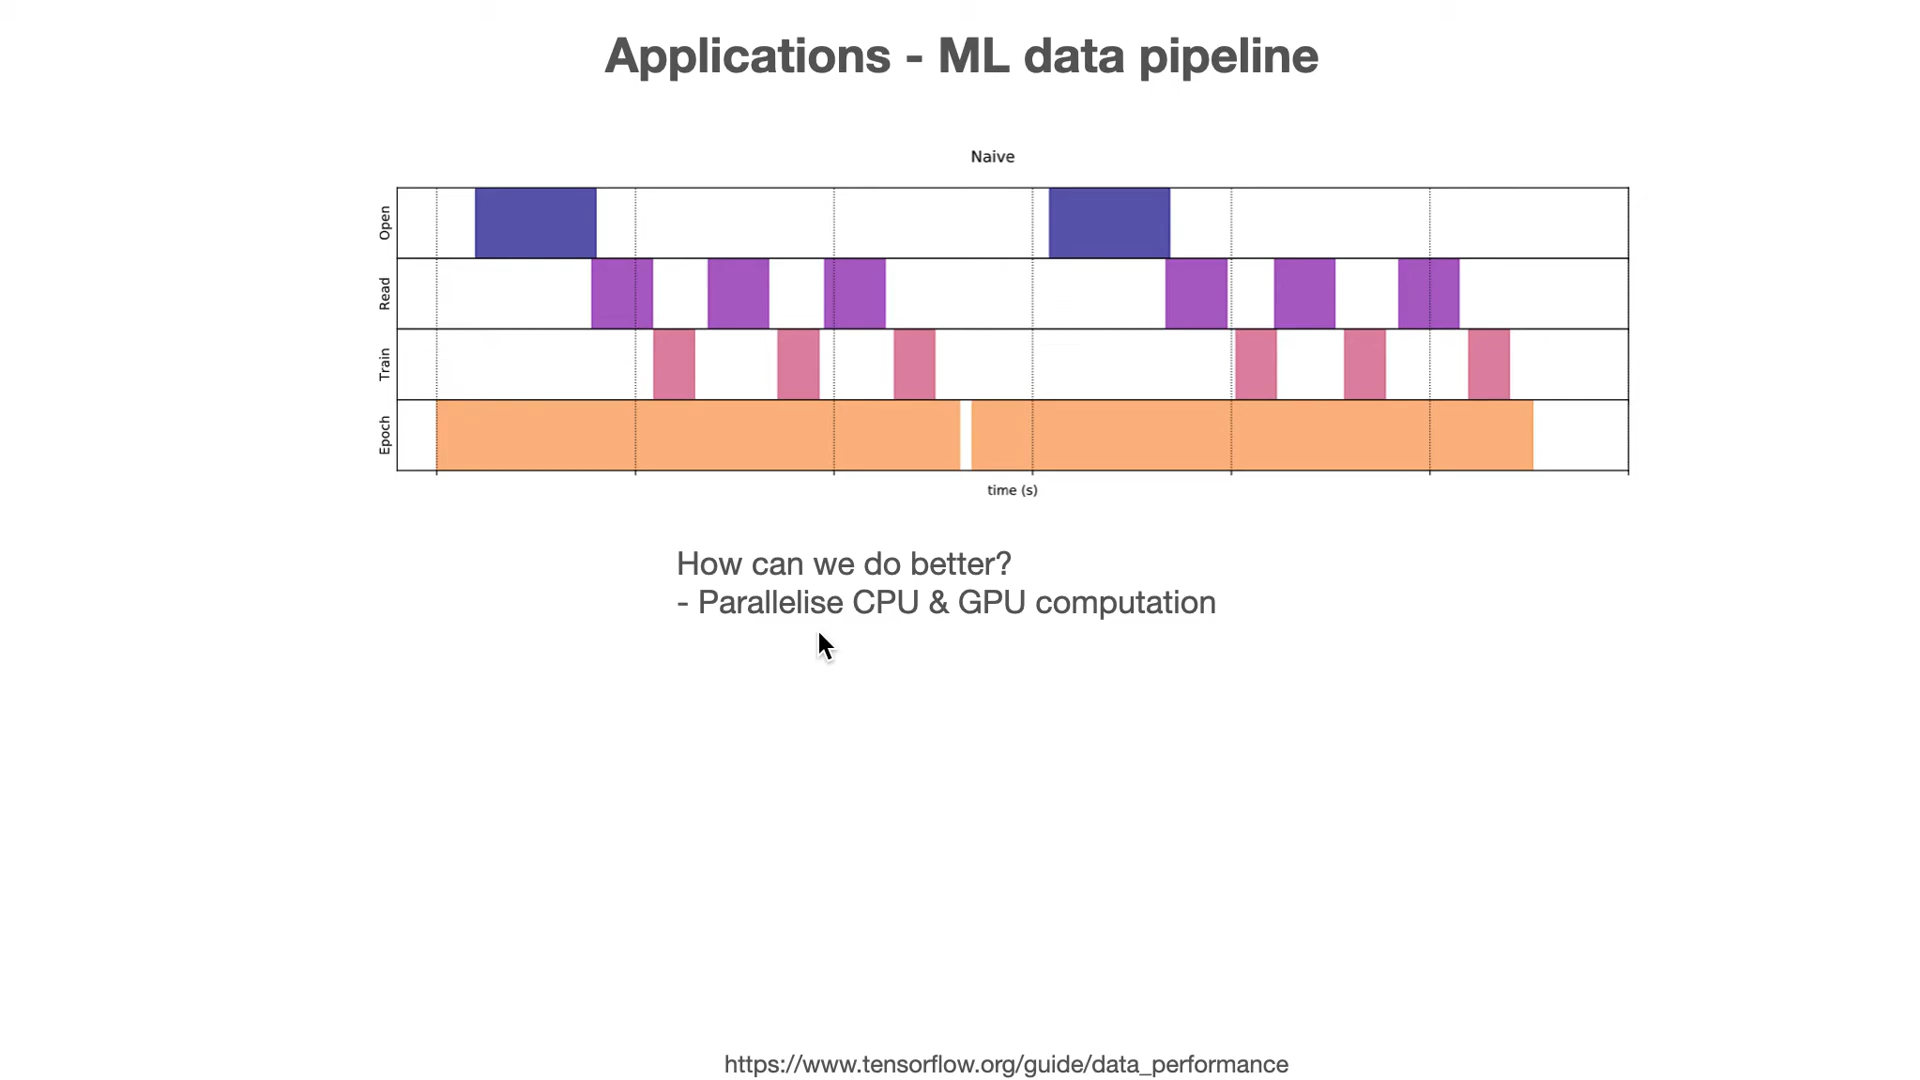 Applications - ML data pipeline
Naive
Open
Read
Train
Epoch
time (s)
How can we do better?
- Parallelise CPU & GPU computation
https://www.tensorflow.org/guide/data_performance